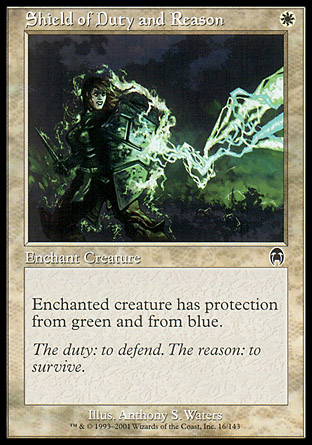 Shield of Duty and Reason
Enchant Creature
Enchanted creature has protection
from green and from blue.
The duty: to defend. The reason: to
survive.
Illus. Anthony S. Waters
™ & © 1993–2001 Wizards of the Coast, Inc. 16/143